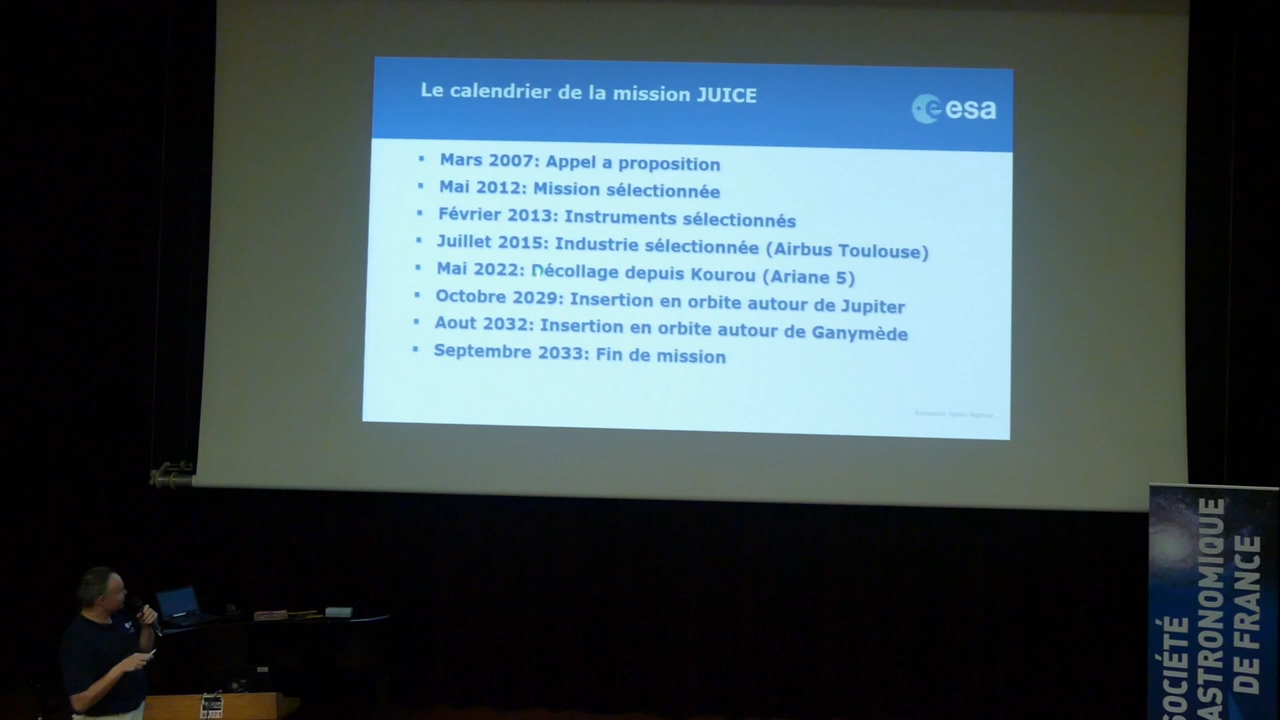 Le calendrier de la mission JUICE
esa
▪ Mars 2007: Appel a proposition
▪ Mai 2012: Mission sélectionnée
▪ Février 2013: Instruments sélectionnés
▪ Juillet 2015: Industrie sélectionnée (Airbus Toulouse)
▪ Mai 2022: Décollage depuis Kourou (Ariane 5)
▪ Octobre 2029: Insertion en orbite autour de Jupiter
▪ Aout 2032: Insertion en orbite autour de Ganymède
▪ Septembre 2033: Fin de mission
European Space Agency
SOCIÉTÉ
ASTRONOMIQUE
DE FRANCE